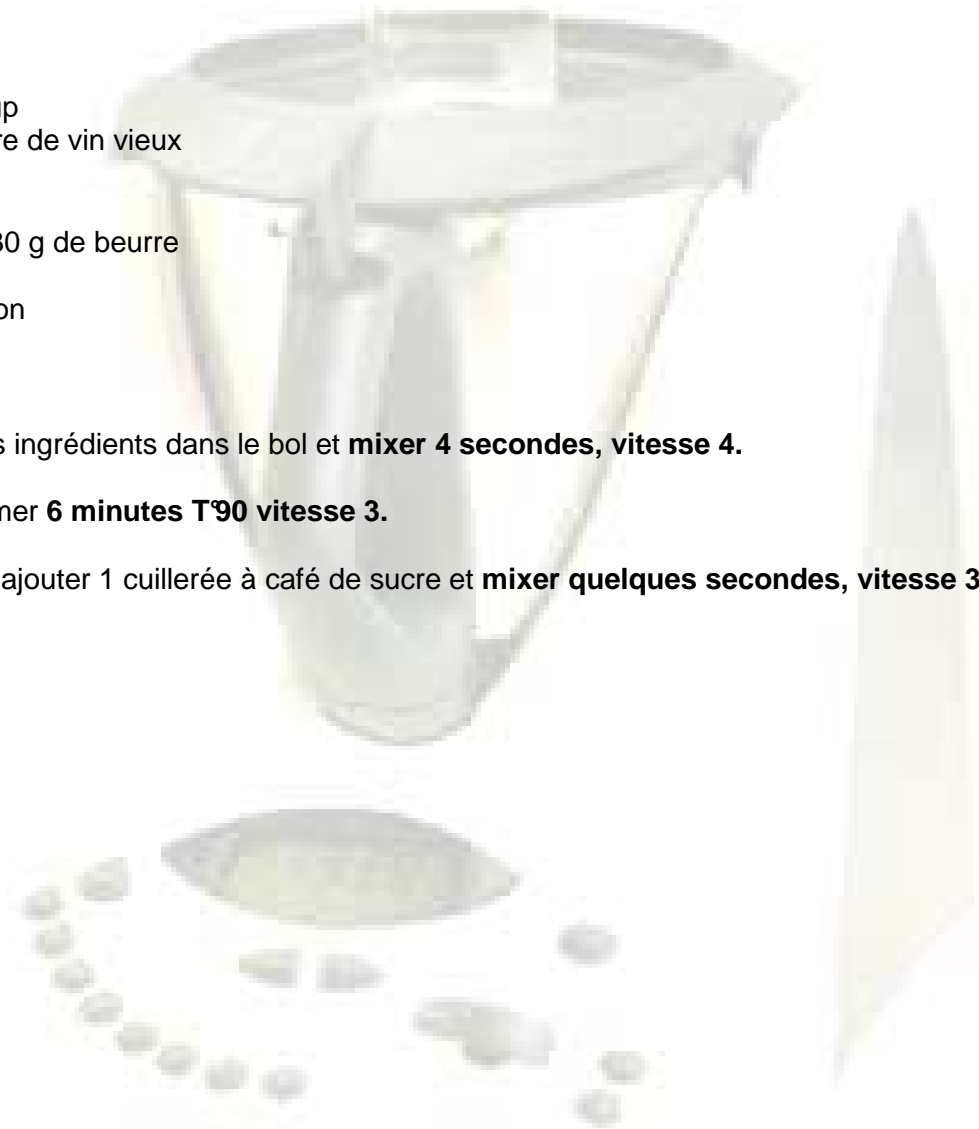 up
re de vin vieux
30 g de beurre
on
s ingrédients dans le bol et mixer 4 secondes, vitesse 4.
mer 6 minutes T°90 vitesse 3.
ajouter 1 cuillerée à café de sucre et mixer quelques secondes, vitesse 3